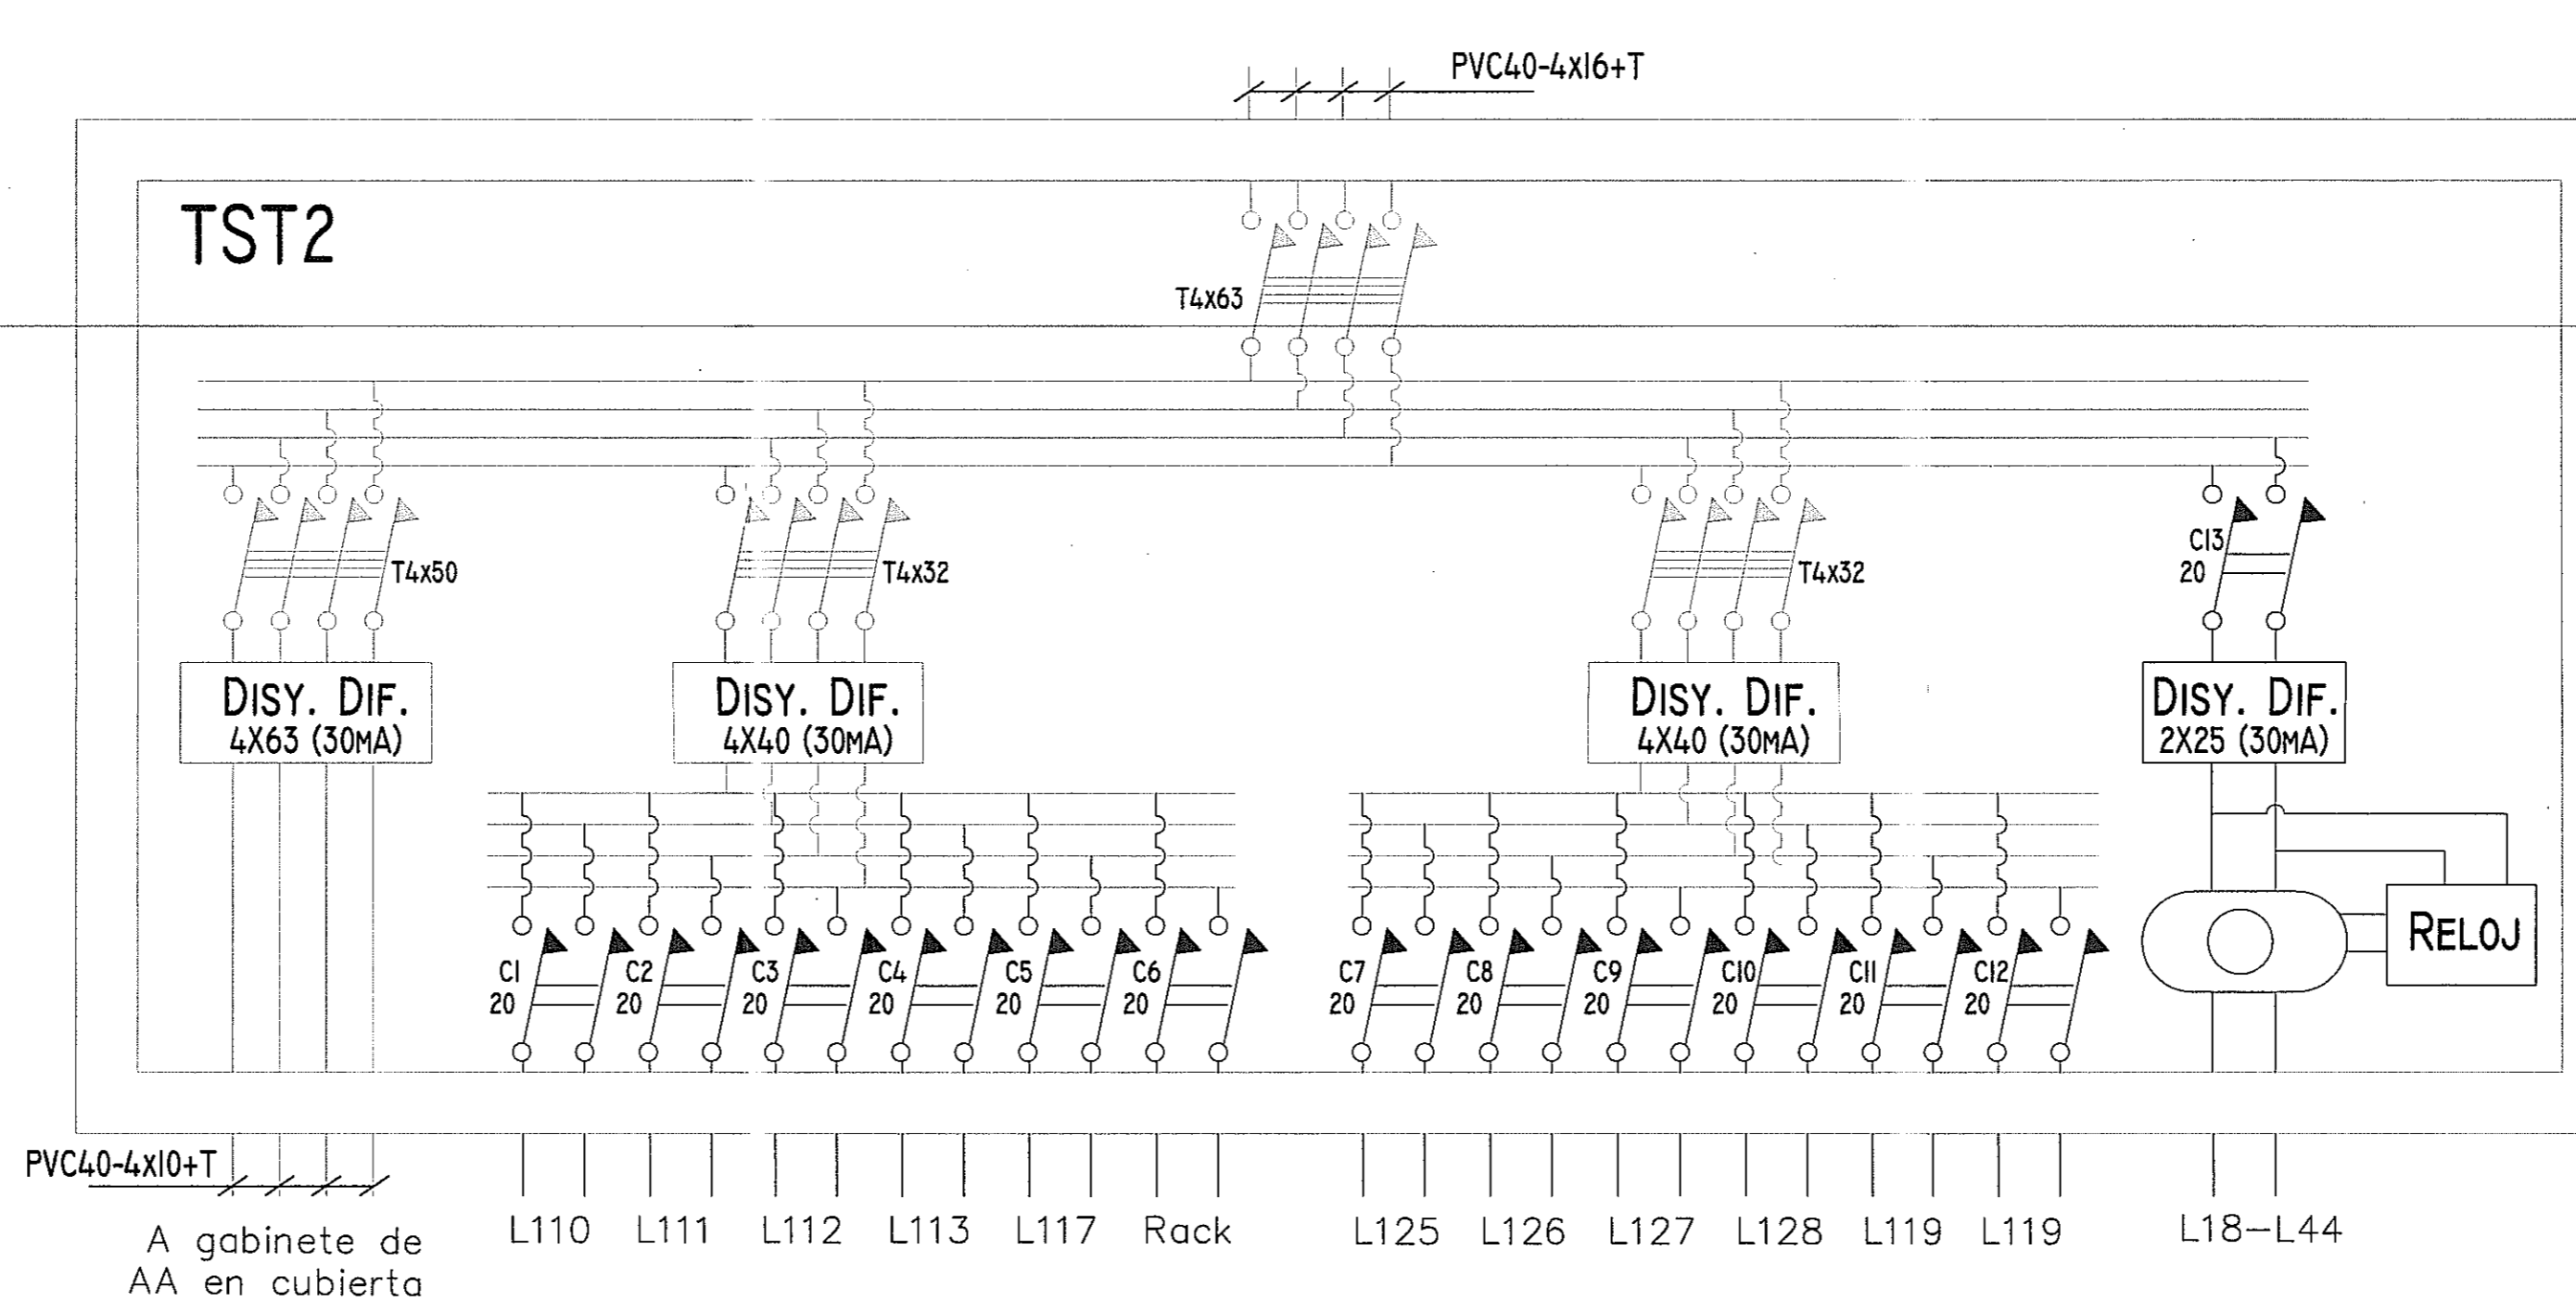 PVC40-4X16+T
TST2
T4X63
T4X50
T4X32
T4X32
C13
20
DISY. DIF.
4X63 (30MA)
DISY. DIF.
4X40 (30MA)
DISY. DIF.
4X40 (30MA)
DISY. DIF.
2X25 (30MA)
RELOJ
C1
20
C2
20
C3
20
C4
20
C5
20
C6
20
C7
20
C8
20
C9
20
C10
20
C11
20
C12
20
PVC40-4X10+T
A gabinete de
AA en cubierta
L110
L111
L112
L113
L117
Rack
L125
L126
L127
L128
L119
L119
L18-L44